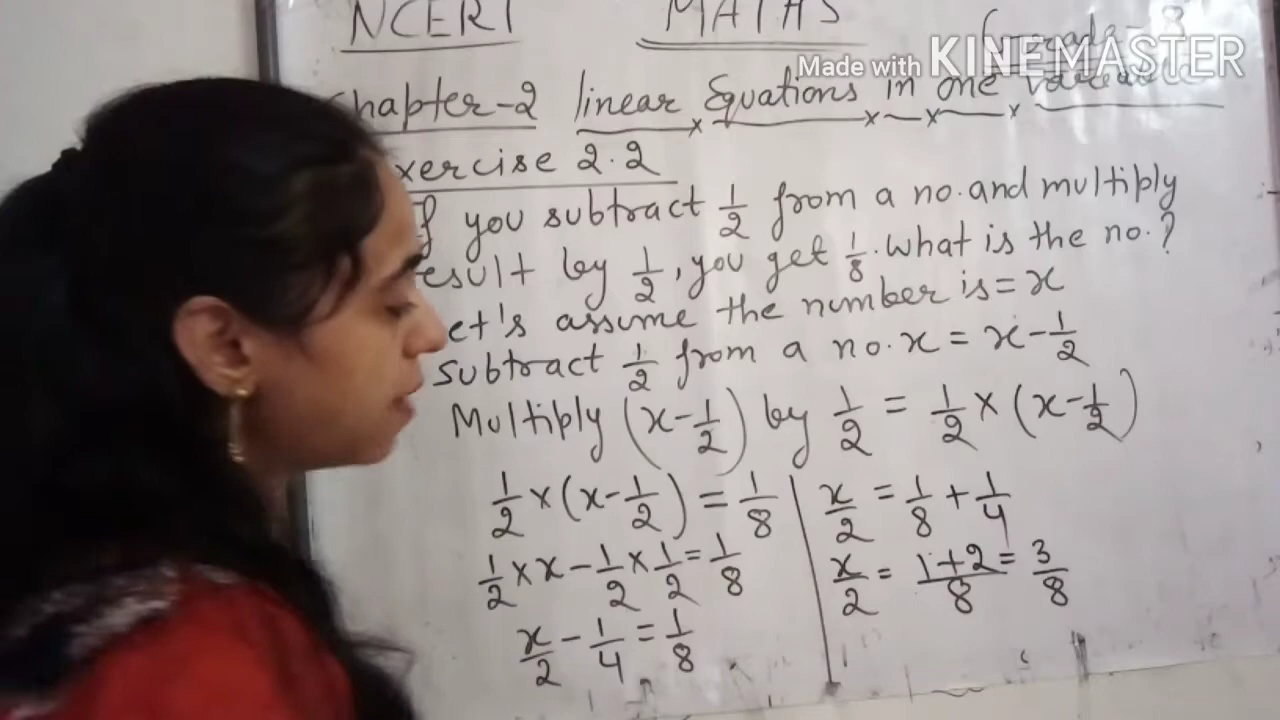 NCERT MATHS
Grade-8
Made with KINEMASTER
Chapter-2 linear Equations in one variable
xercise 2.2
f you subtract 1/2 from a no. and multiply
esult by 1/2, you get 1/8. What is the no.?
et's assume the number is = x
subtract 1/2 from a no. x = x - 1/2
Multiply (x - 1/2) by 1/2 = 1/2 × (x - 1/2)
1/2 × (x - 1/2) = 1/8
1/2 × x - 1/2 × 1/2 = 1/8
x/2 - 1/4 = 1/8
x/2 = 1/8 + 1/4
x/2 = 1+2/8 = 3/8